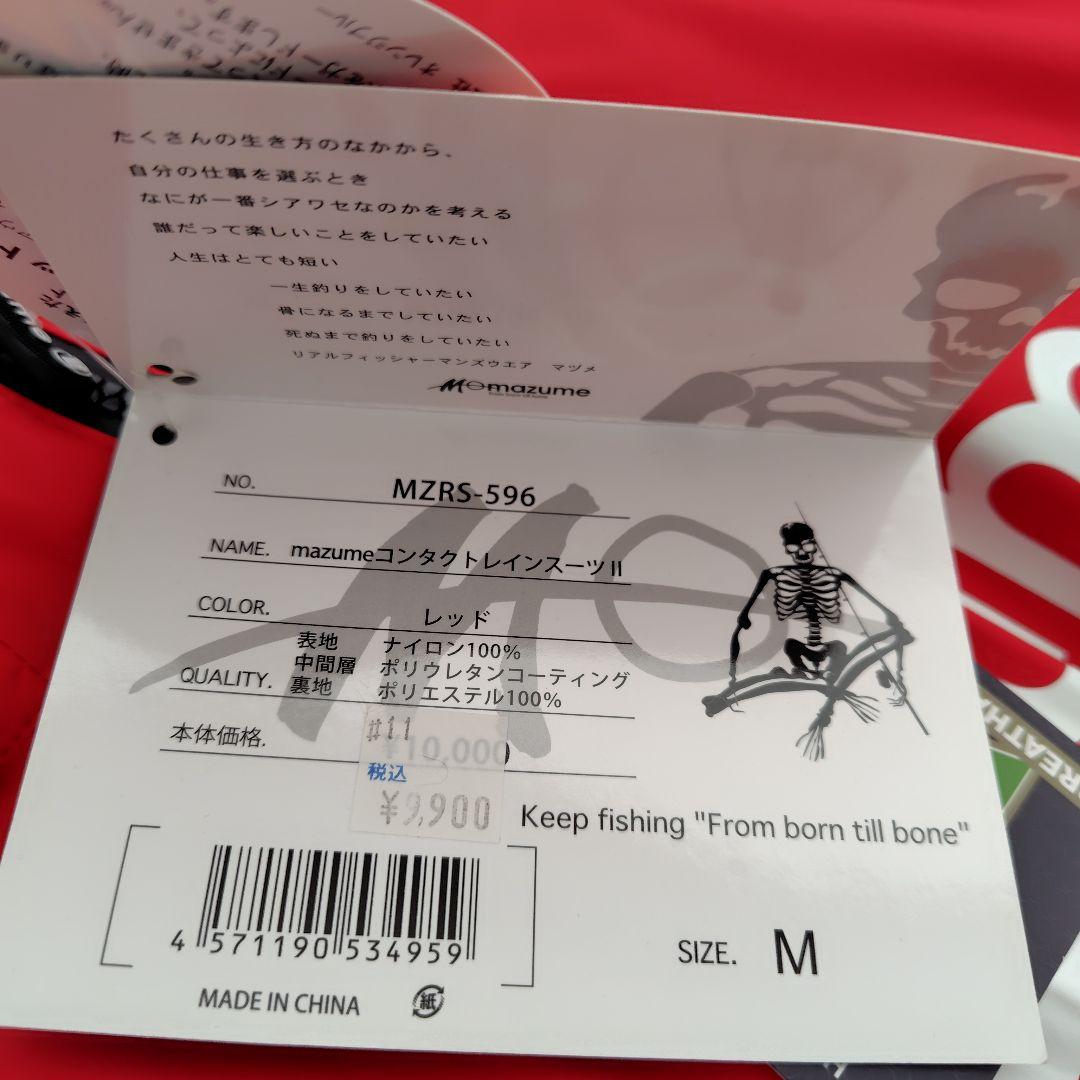 たくさんの生き方のなかから、
自分の仕事を選ぶとき
なにが一番シアワセなのかを考える
誰だって楽しいことをしていたい
人生はとても短い
一生釣りをしていたい
骨になるまでしていたい
死ぬまで釣りをしていたい
リアルフィッシャーマンズウエア マヅメ
mazume
NO. MZRS-596
NAME. mazumeコンタクトレインスーツⅡ
COLOR. レッド
QUALITY. 表地 ナイロン100%
中間層 ポリウレタンコーティング
裏地 ポリエステル100%
本体価格. ¥10,000
#11
税込
¥9,900
Keep fishing "From born till bone"
4 571190 534959
SIZE. M
MADE IN CHINA 紙